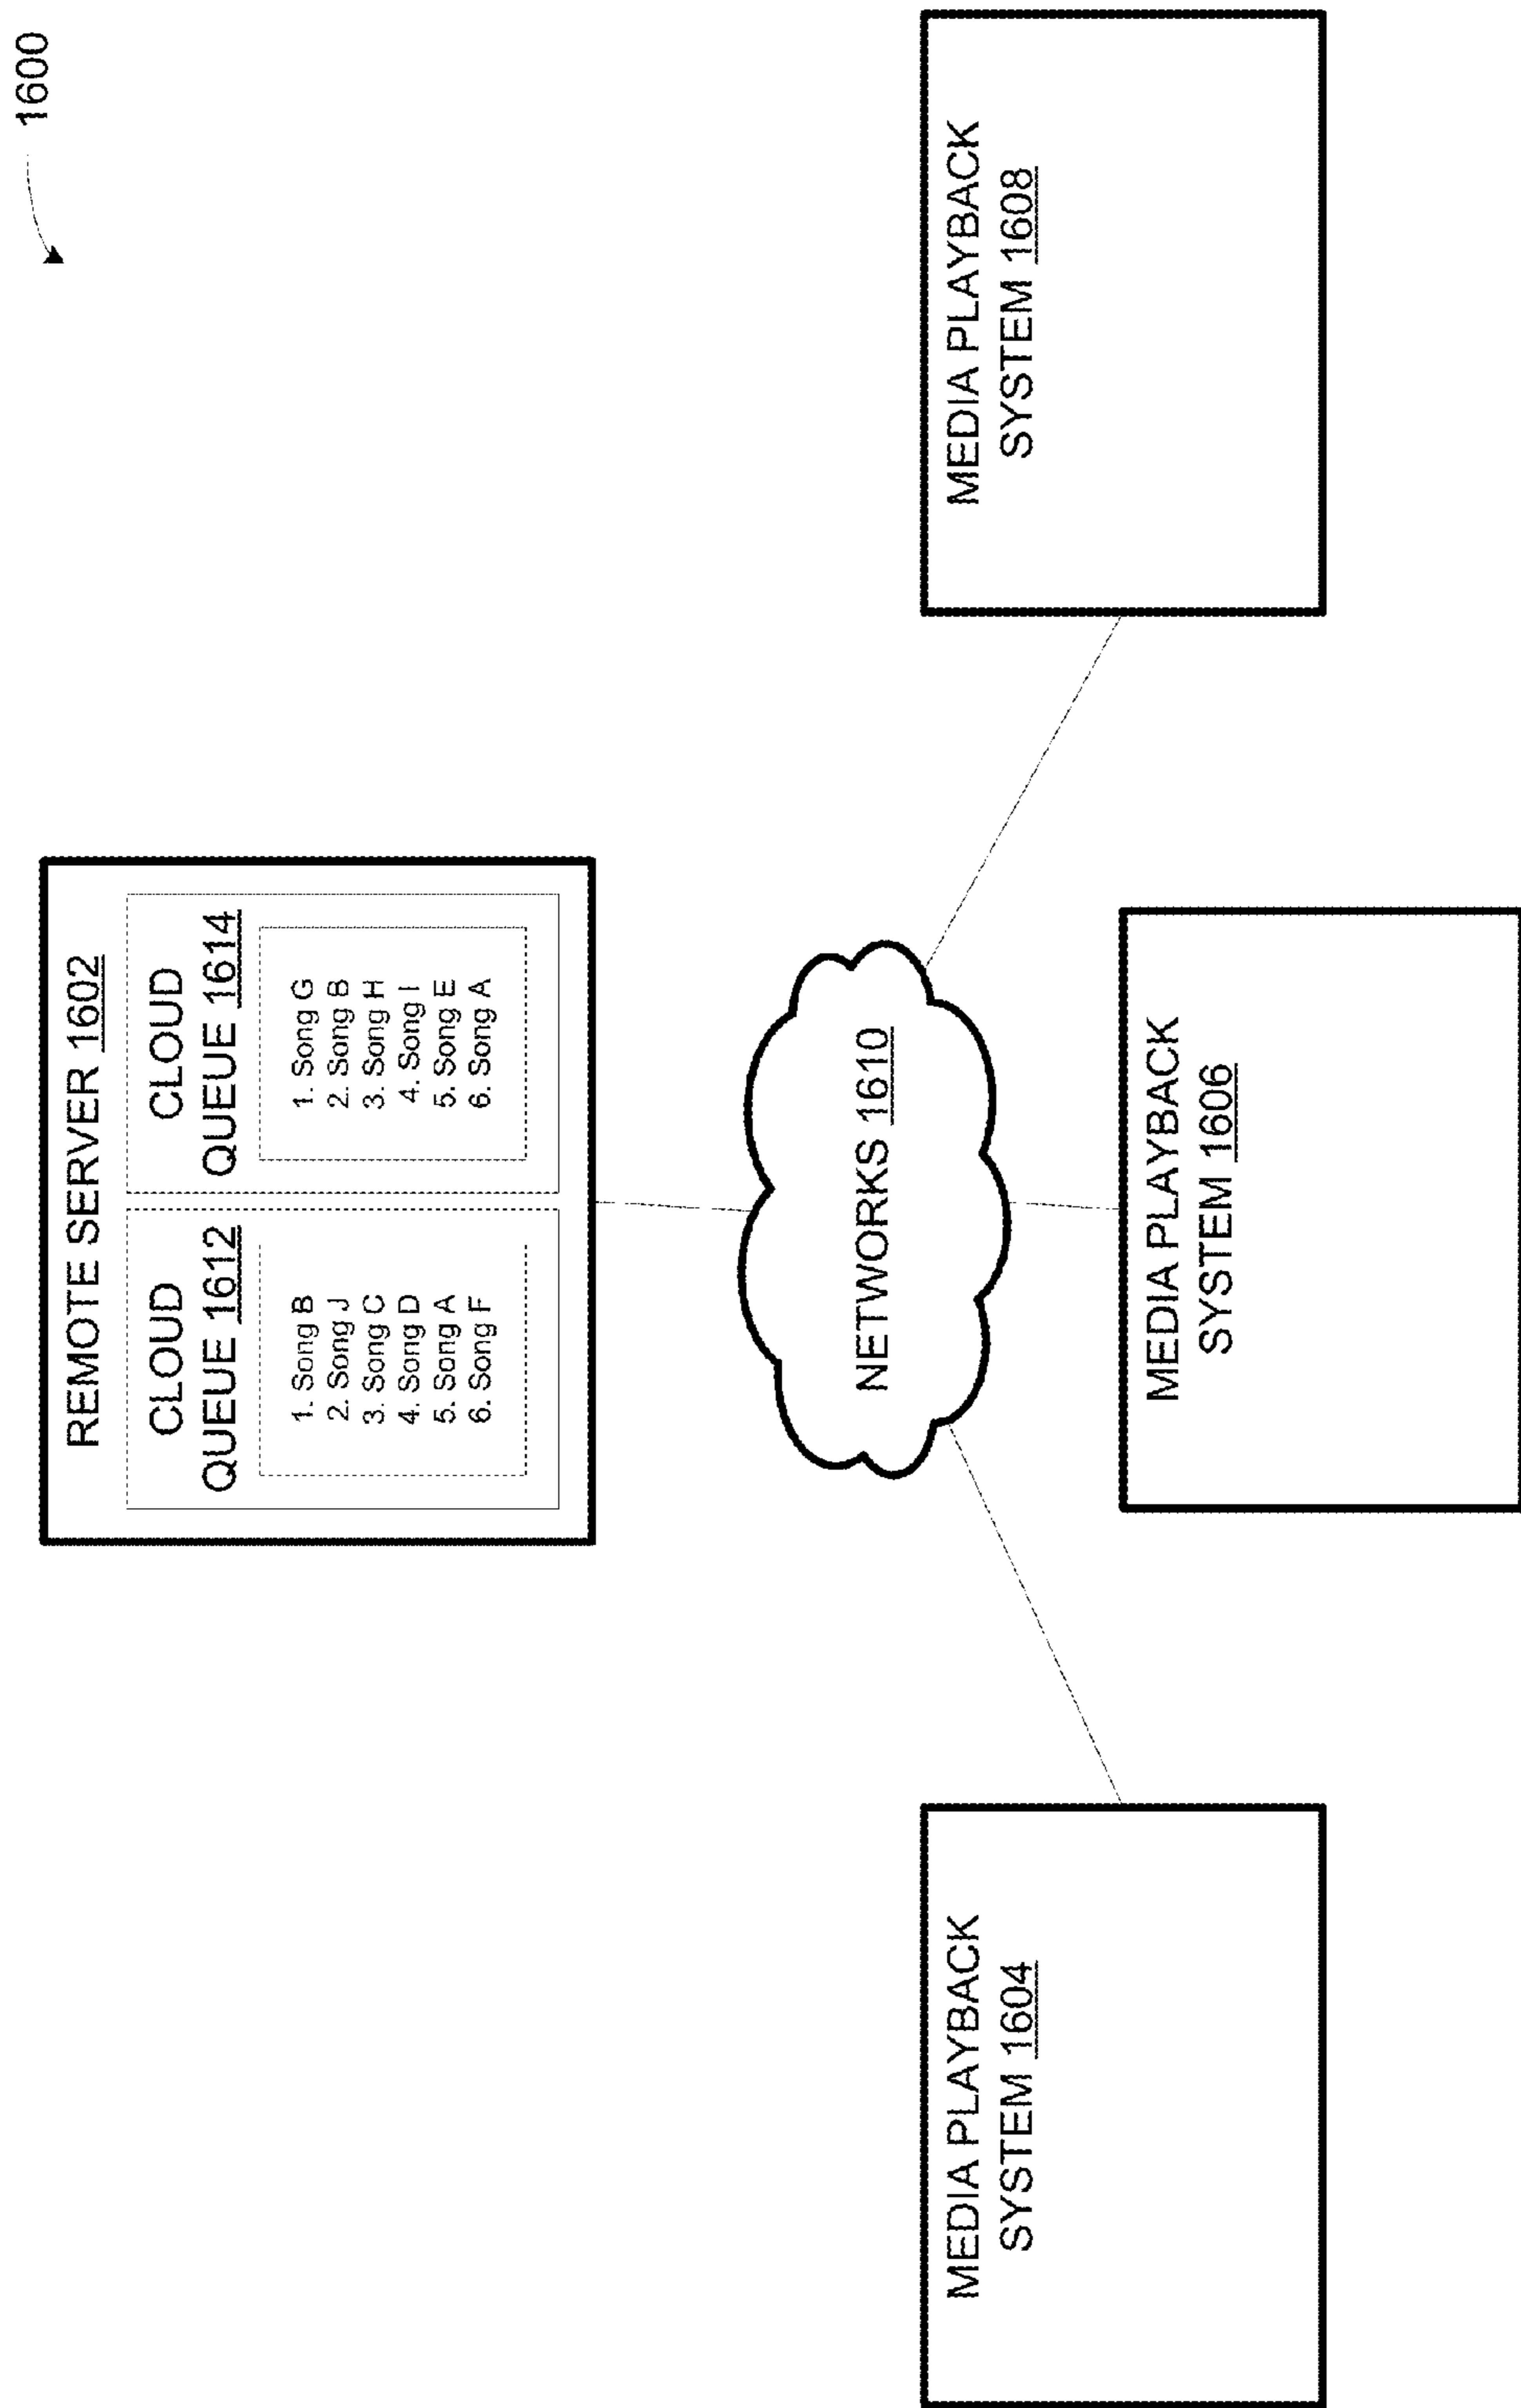 1600
REMOTE SERVER 1602
CLOUD
QUEUE 1612
1. Song B
2. Song J
3. Song C
4. Song D
5. Song A
6. Song F
CLOUD
QUEUE 1614
1. Song G
2. Song B
3. Song H
4. Song I
5. Song E
6. Song A
NETWORKS 1610
MEDIA PLAYBACK
SYSTEM 1604
MEDIA PLAYBACK
SYSTEM 1606
MEDIA PLAYBACK
SYSTEM 1608